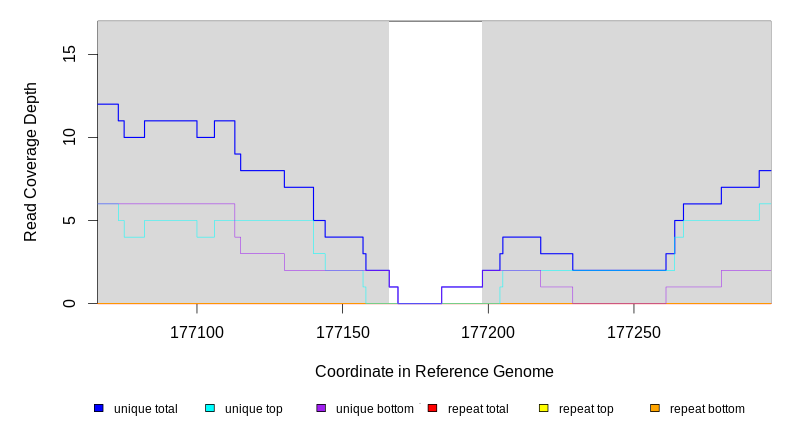 Read Coverage Depth
15
10
5
0
177100 177150 177200 177250
Coordinate in Reference Genome
unique total unique top unique bottom repeat total repeat top repeat bottom